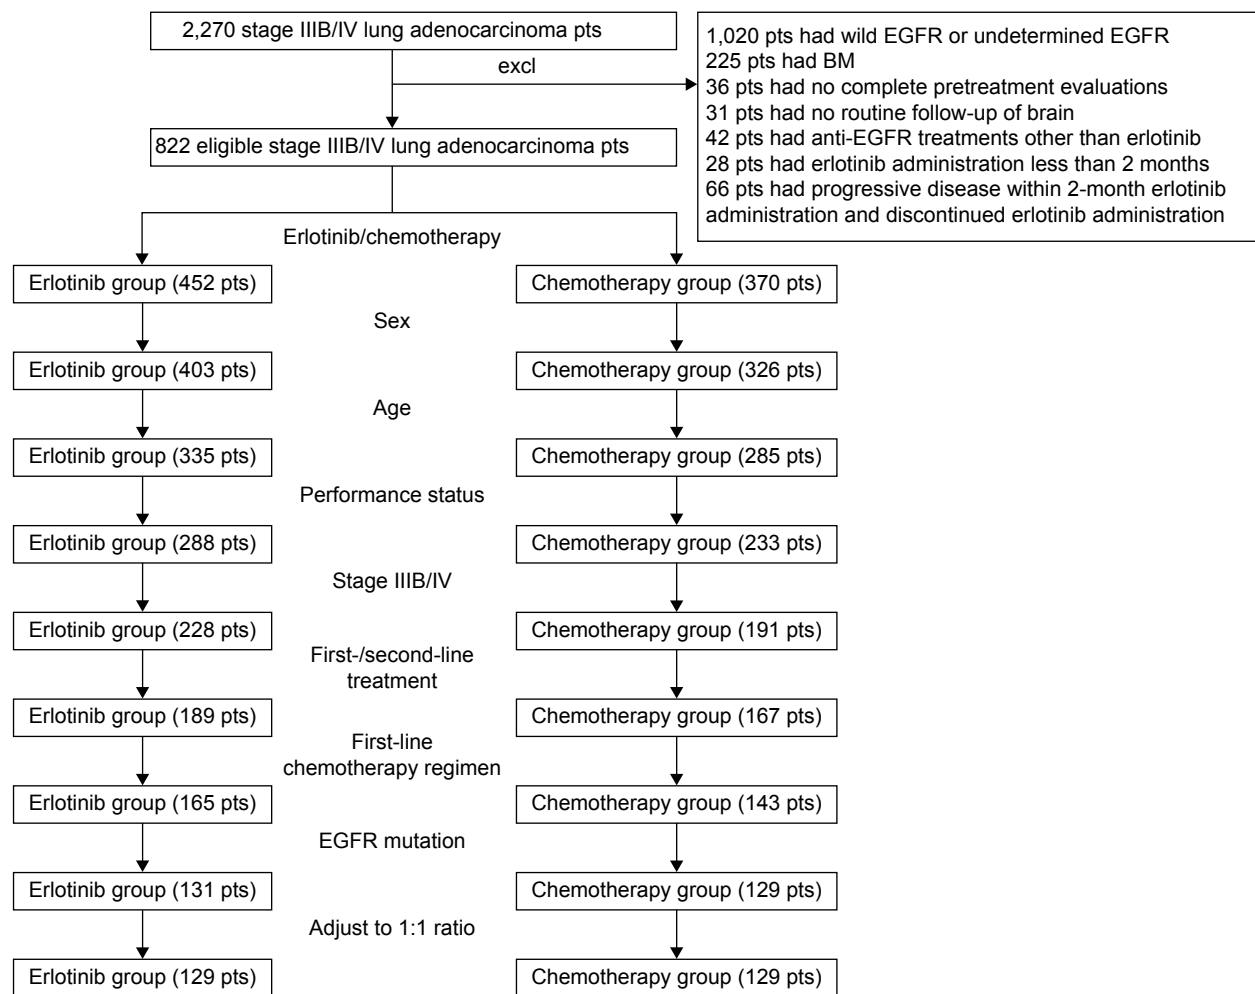 2,270 stage IIIB/IV lung adenocarcinoma pts
excl
1,020 pts had wild EGFR or undetermined EGFR
225 pts had BM
36 pts had no complete pretreatment evaluations
31 pts had no routine follow-up of brain
42 pts had anti-EGFR treatments other than erlotinib
28 pts had erlotinib administration less than 2 months
66 pts had progressive disease within 2-month erlotinib
administration and discontinued erlotinib administration
822 eligible stage IIIB/IV lung adenocarcinoma pts
Erlotinib/chemotherapy
Erlotinib group (452 pts)
Chemotherapy group (370 pts)
Sex
Erlotinib group (403 pts)
Chemotherapy group (326 pts)
Age
Erlotinib group (335 pts)
Chemotherapy group (285 pts)
Performance status
Erlotinib group (288 pts)
Chemotherapy group (233 pts)
Stage IIIB/IV
Erlotinib group (228 pts)
Chemotherapy group (191 pts)
First-/second-line
treatment
Erlotinib group (189 pts)
Chemotherapy group (167 pts)
First-line
chemotherapy regimen
Erlotinib group (165 pts)
Chemotherapy group (143 pts)
EGFR mutation
Erlotinib group (131 pts)
Chemotherapy group (129 pts)
Adjust to 1:1 ratio
Erlotinib group (129 pts)
Chemotherapy group (129 pts)